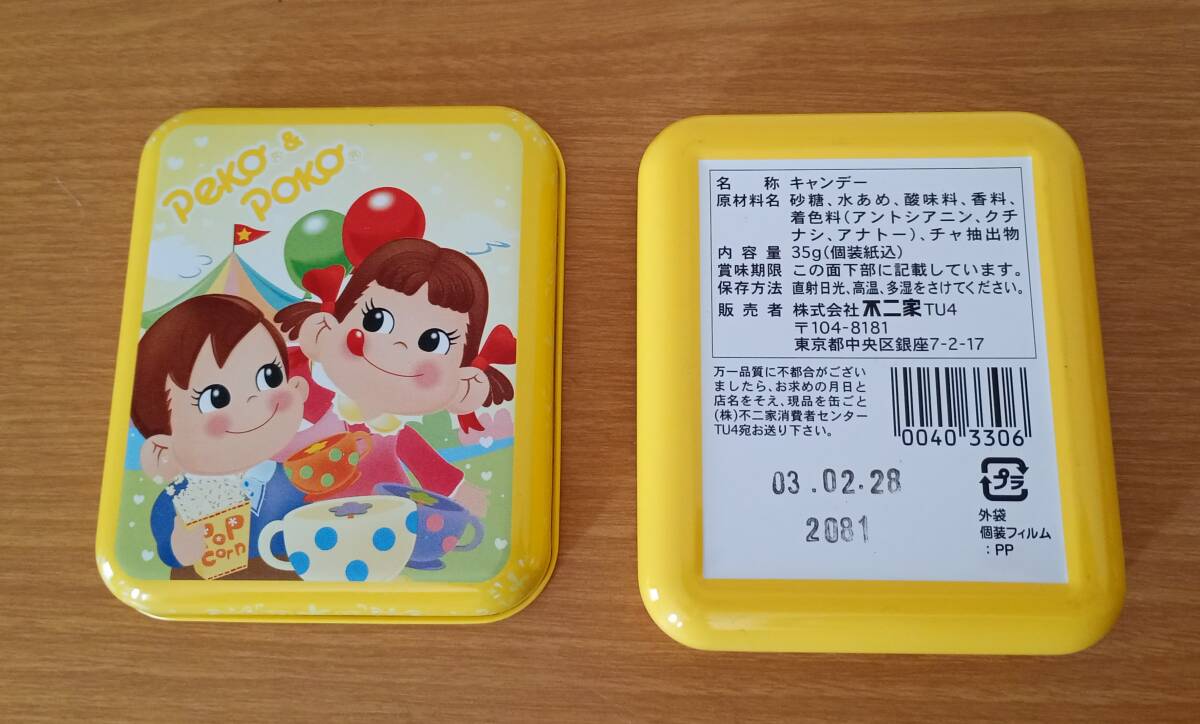 Peko® &
Poko®
POP
corn
名称 キャンデー
原材料名 砂糖、水あめ、酸味料、香料、
着色料(アントシアニン、クチ
ナシ、アナトー)、チャ抽出物
内容量 35g(個装紙込)
賞味期限 この面下部に記載しています。
保存方法 直射日光、高温、多湿をさけてください。
販売者 株式会社不二家TU4
〒104-8181
東京都中央区銀座7-2-17
万一品質に不都合がござい
ましたら、お求めの月日と
店名をそえ、現品を缶ごと
(株)不二家消費者センター
TU4宛お送り下さい。
0040 3306
03.02.28
2081
プラ
外袋
個装フィルム
:PP